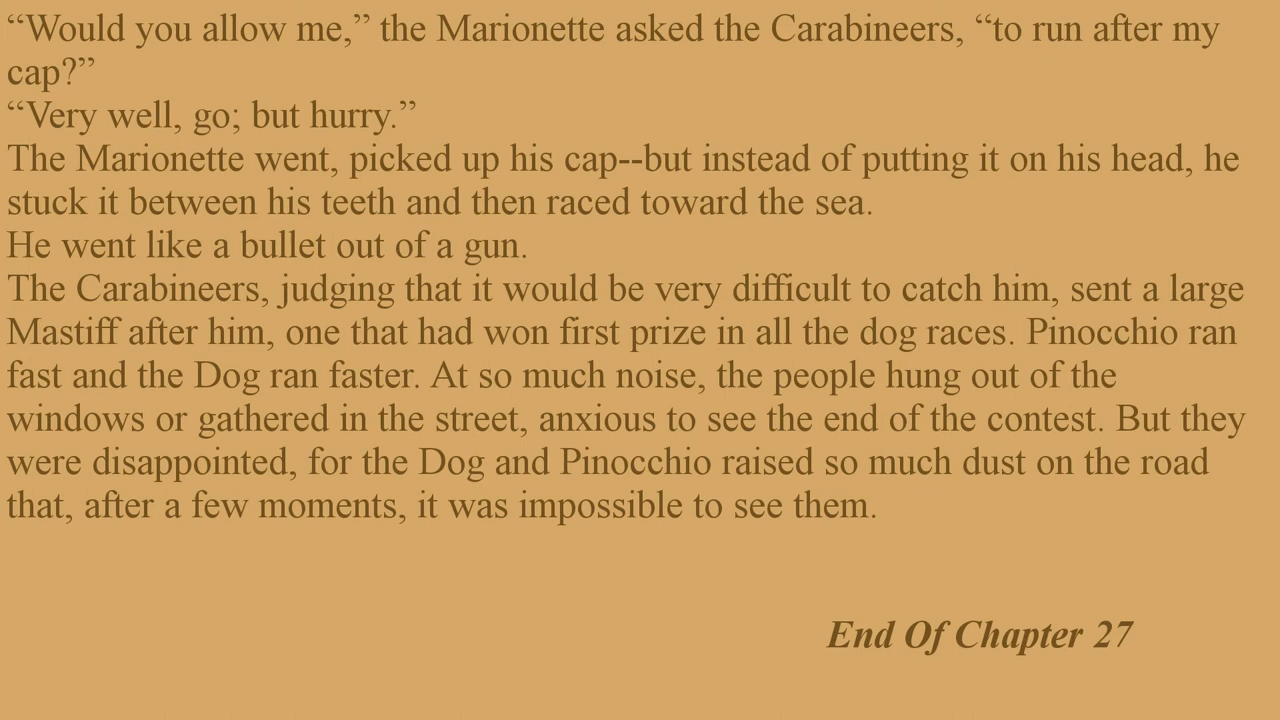 “Would you allow me,” the Marionette asked the Carabineers, “to run after my
cap?”
“Very well, go; but hurry.”
The Marionette went, picked up his cap--but instead of putting it on his head, he
stuck it between his teeth and then raced toward the sea.
He went like a bullet out of a gun.
The Carabineers, judging that it would be very difficult to catch him, sent a large
Mastiff after him, one that had won first prize in all the dog races. Pinocchio ran
fast and the Dog ran faster. At so much noise, the people hung out of the
windows or gathered in the street, anxious to see the end of the contest. But they
were disappointed, for the Dog and Pinocchio raised so much dust on the road
that, after a few moments, it was impossible to see them.
End Of Chapter 27